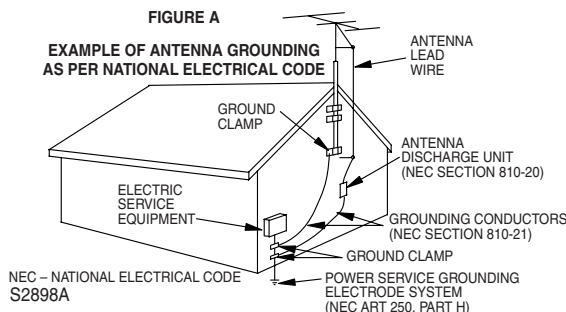 FIGURE A
EXAMPLE OF ANTENNA GROUNDING
AS PER NATIONAL ELECTRICAL CODE
ANTENNA
LEAD
WIRE
GROUND
CLAMP
ANTENNA
DISCHARGE UNIT
(NEC SECTION 810-20)
ELECTRIC
SERVICE
EQUIPMENT
GROUNDING CONDUCTORS
(NEC SECTION 810-21)
GROUND CLAMP
POWER SERVICE GROUNDING
ELECTRODE SYSTEM
(NEC ART 250, PART H)
NEC – NATIONAL ELECTRICAL CODE
S2898A